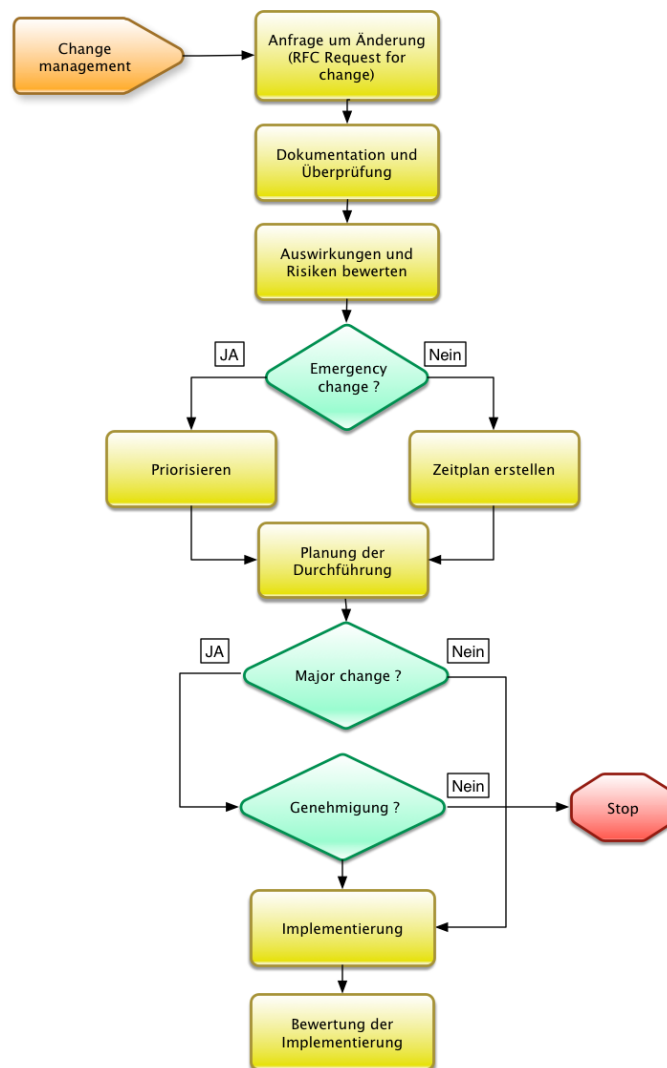 Change
management
Anfrage um Änderung
(RFC Request for
change)
Dokumentation und
Überprüfung
Auswirkungen und
Risiken bewerten
JA
Emergency
change ?
Nein
Priorisieren
Zeitplan erstellen
Planung der
Durchführung
JA
Major change ?
Nein
Genehmigung ?
Nein
Stop
Implementierung
Bewertung der
Implementierung